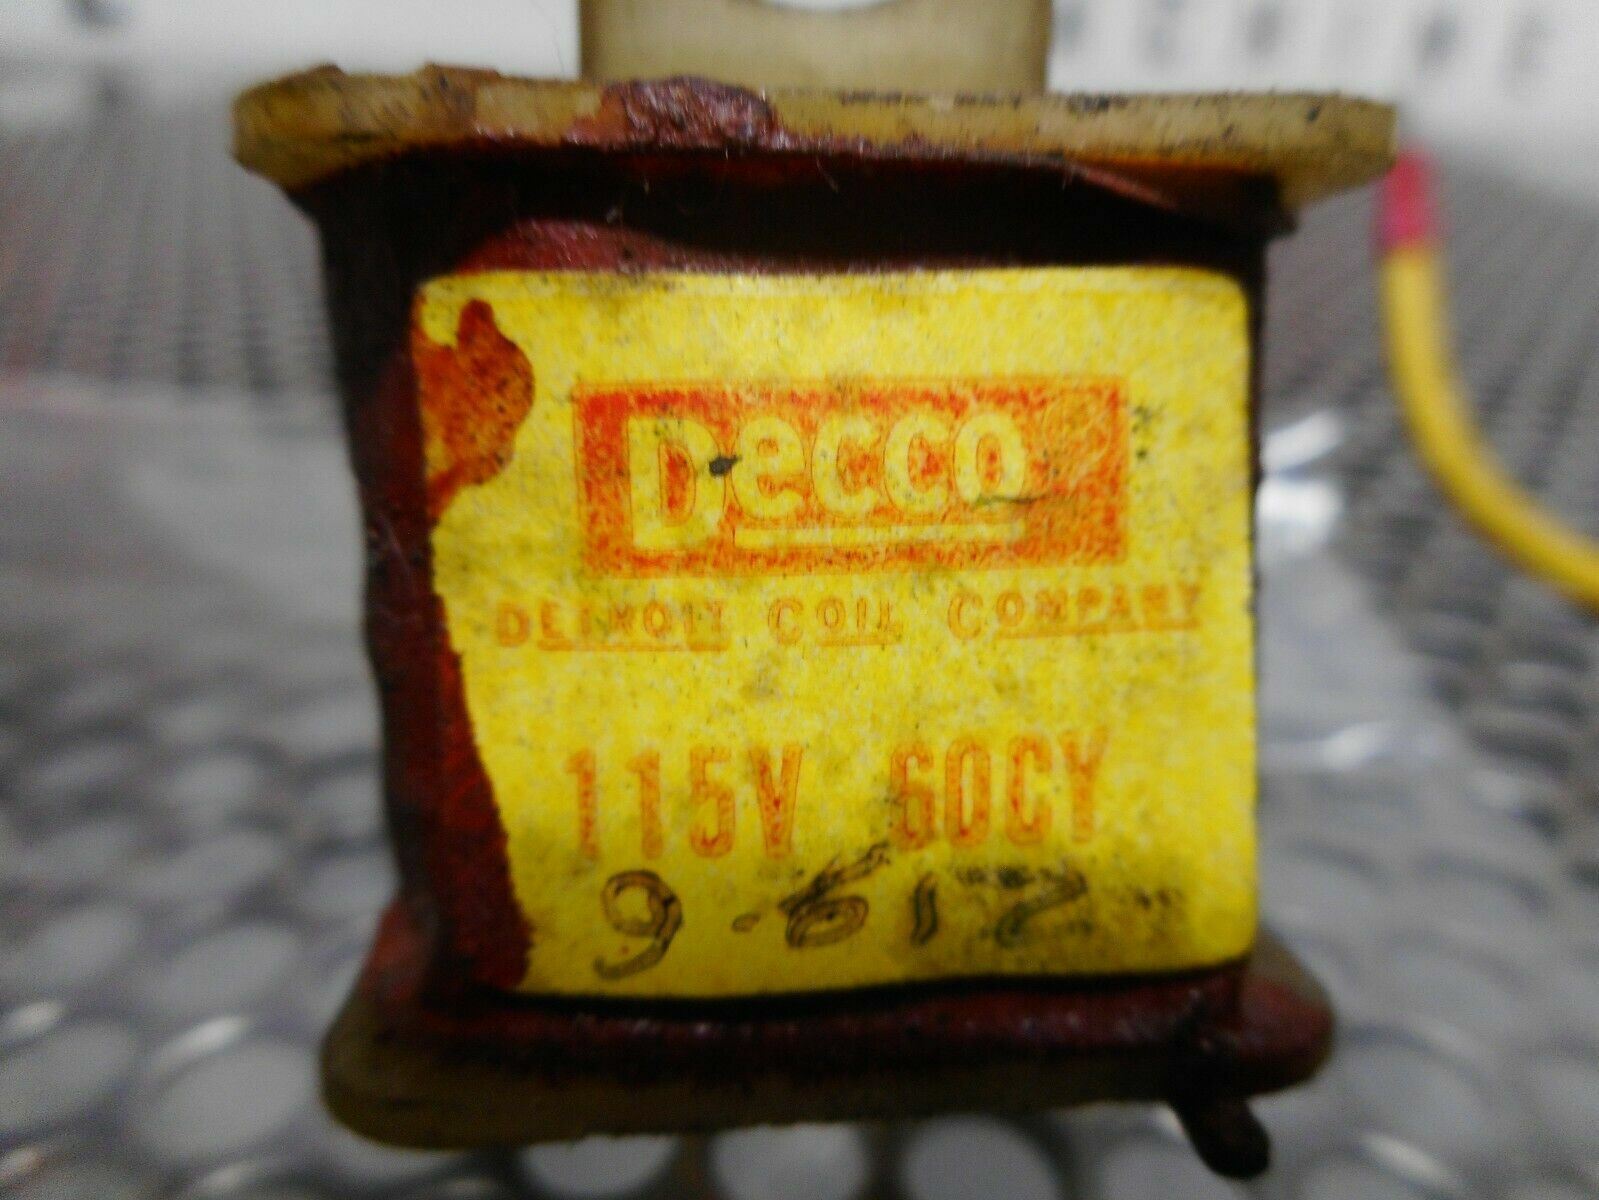 Decco
DETROIT COIL COMPANY
115V 60CY
9-617